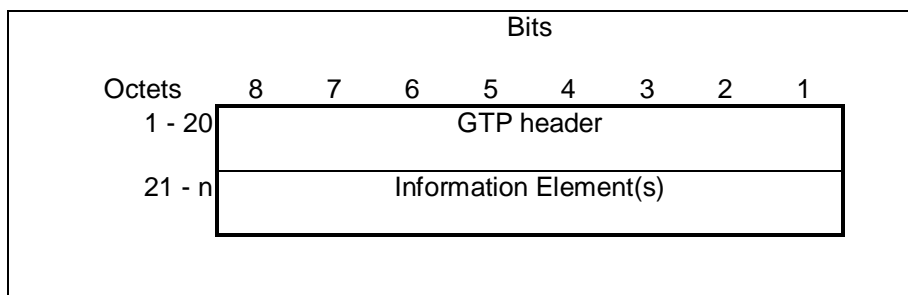 Bits
Octets 8 7 6 5 4 3 2 1
1 - 20 GTP header
21 - n Information Element(s)